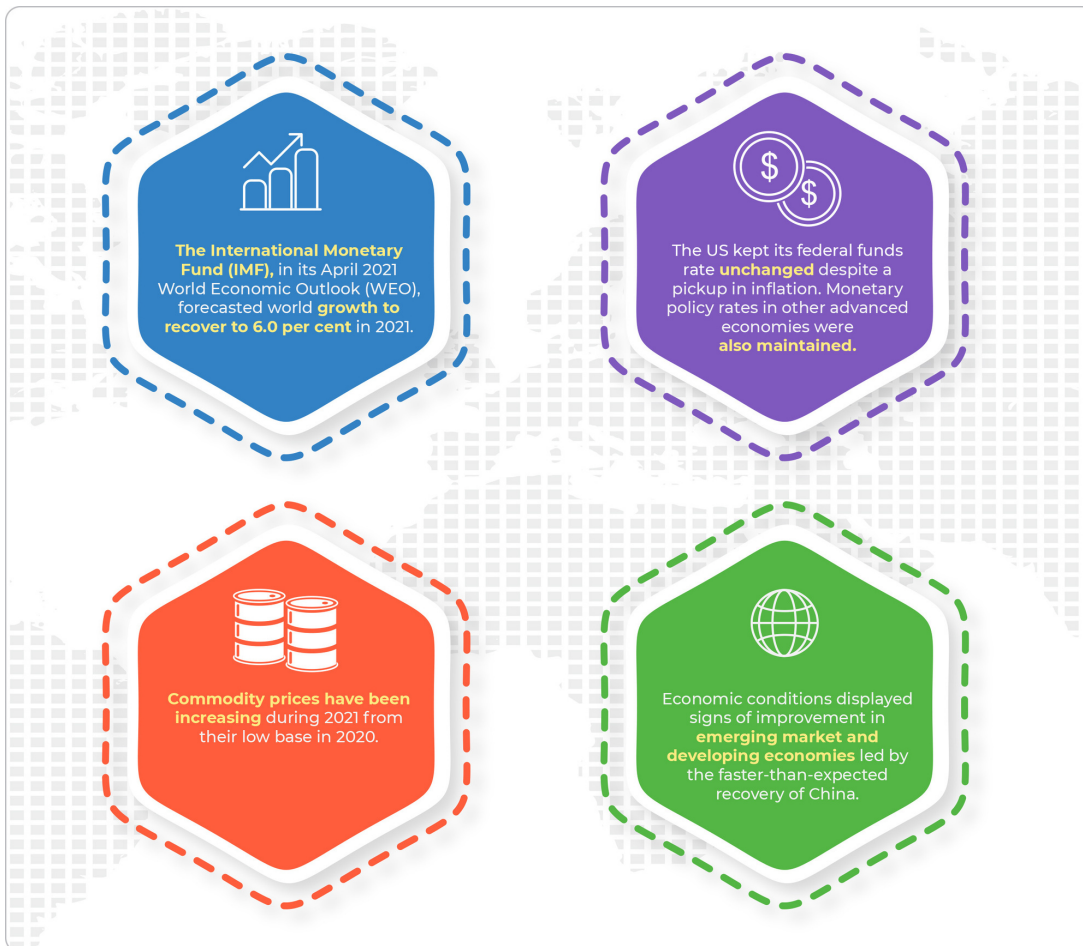 The International Monetary
Fund (IMF), in its April 2021
World Economic Outlook (WEO),
forecasted world growth to
recover to 6.0 per cent in 2021.
$
$
The US kept its federal funds
rate unchanged despite a
pickup in inflation. Monetary
policy rates in other advanced
economies were
also maintained.
Commodity prices have been
increasing during 2021 from
their low base in 2020.
Economic conditions displayed
signs of improvement in
emerging market and
developing economies led by
the faster-than-expected
recovery of China.